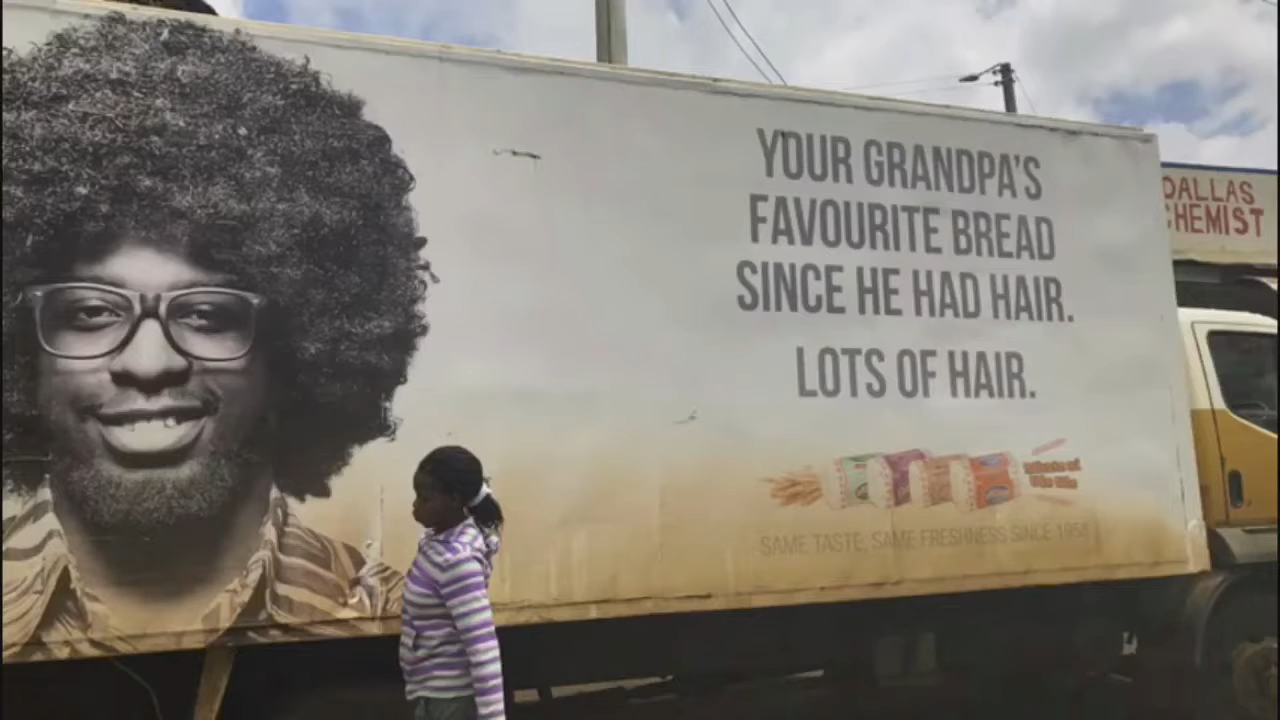 YOUR GRANDPA'S
FAVOURITE BREAD
SINCE HE HAD HAIR.
LOTS OF HAIR.
SAME TASTE, SAME FRESHNESS SINCE 1958
DALLAS
CHEMIST